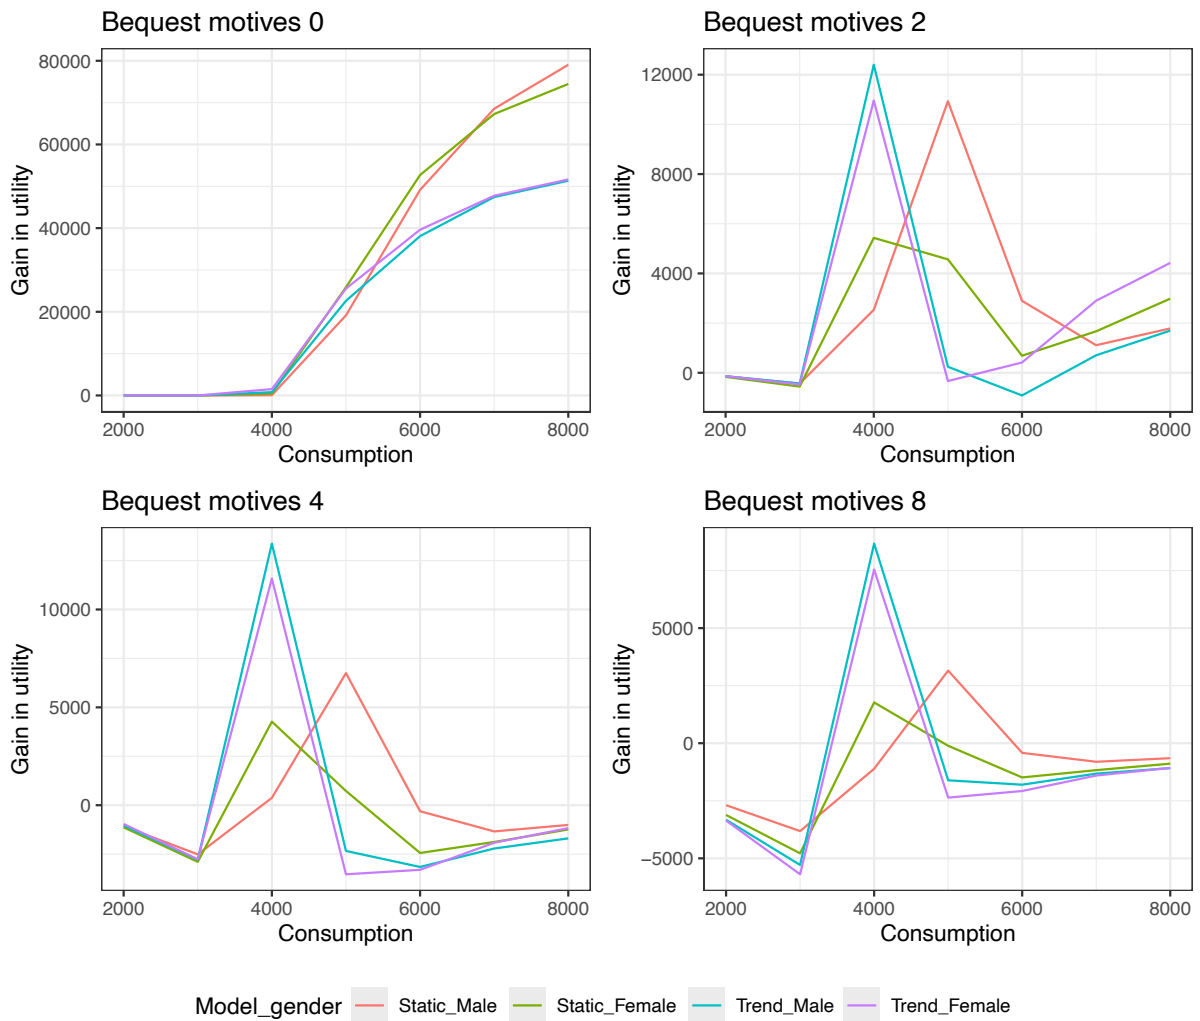 Bequest motives 0
80000
60000
40000
20000
0
2000 4000 6000 8000
Gain in utility
Consumption
Bequest motives 2
12000
8000
4000
0
2000 4000 6000 8000
Gain in utility
Consumption
Bequest motives 4
10000
5000
0
2000 4000 6000 8000
Gain in utility
Consumption
Bequest motives 8
5000
0
−5000
2000 4000 6000 8000
Gain in utility
Consumption
Model_gender Static_Male Static_Female Trend_Male Trend_Female